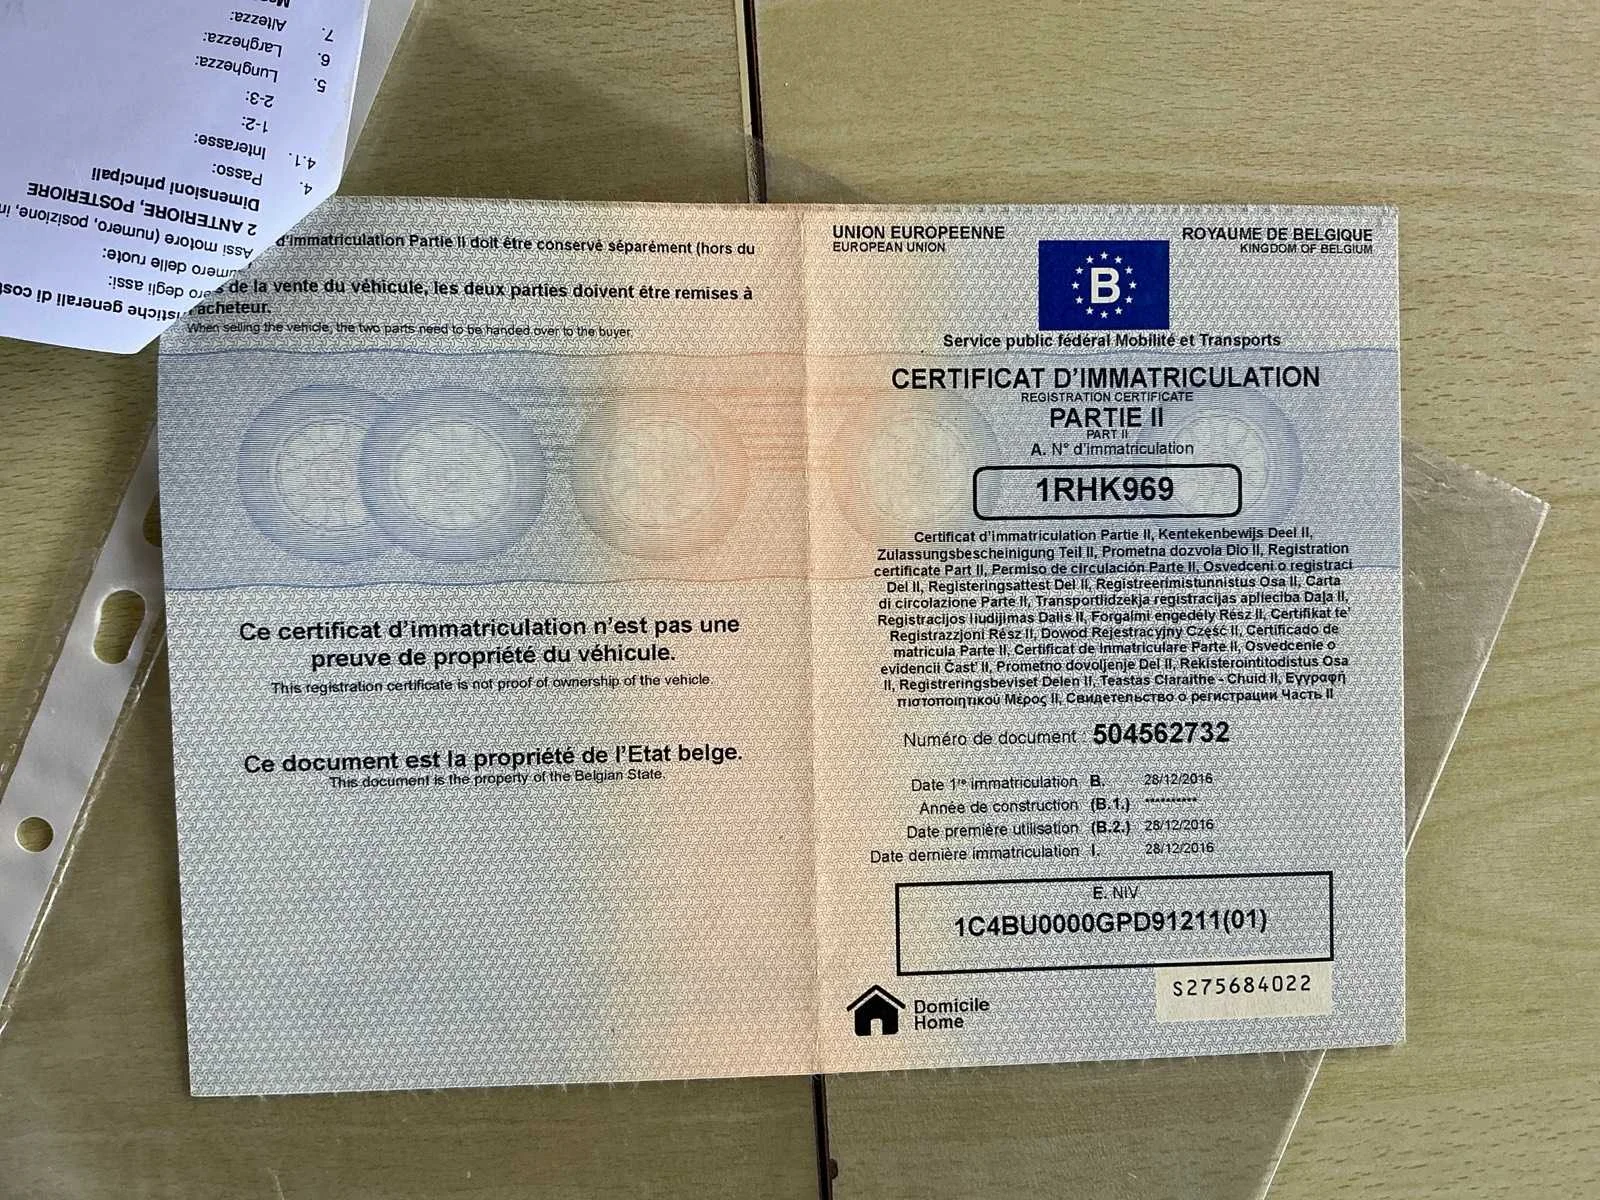 Altezza:
7.
Larghezza:
6.
Lunghezza:
5.
2-3:
1-2:
Interasse:
4.1.
Passo:
4.
Dimensioni principali
2 ANTERIORE, POSTERIORE
Assi motore (numero, posizione,
numero delle ruote:
degli assi:
generali di
d'immatriculation Partie II doit être conservé séparément (hors du
de la vente du véhicule, les deux parties doivent être remises à
acheteur.
When selling the vehicle, the two parts need to be handed over to the buyer.
Ce certificat d'immatriculation n'est pas une
preuve de propriété du véhicule.
This registration certificate is not proof of ownership of the vehicle.
Ce document est la propriété de l'Etat belge.
This document is the property of the Belgian State.
UNION EUROPEENNE
EUROPEAN UNION
ROYAUME DE BELGIQUE
KINGDOM OF BELGIUM
B
Service public fédéral Mobilité et Transports
CERTIFICAT D'IMMATRICULATION
REGISTRATION CERTIFICATE
PARTIE II
PART II
A. N° d'immatriculation
1RHK969
Certificat d'immatriculation Partie II, Kentekenbewijs Deel II,
Zulassungsbescheinigung Teil II, Prometna dozvola Dio II, Registration
certificate Part II, Permiso de circulación Parte II, Osvedceni o registraci
Del II, Registeringsattest Del II, Registreerimistunnistus Osa II, Carta
di circolazione Parte II, Transportlidzekja registracijas aplieciba Daļa II,
Registracijos liudijimas Dalis II, Forgalmi engedély Rész II, Certifikat te'
Registrazzjoni Rész II, Dowod Rejestracyjny Część II, Certificado de
matricula Parte II, Certificat de Inmatriculare Parte II, Osvedcenie o
evidencii Čast' II, Prometno dovoljenje Del II, Rekisterointitodistus Osa
II, Registreringsbeviset Delen II, Teastas Claraithe - Chuid II, Εγγραφή
πιστοποιητικού Μέρος II, Свидетельство о регистрации Часть II
Numéro de document : 504562732
Date 1re immatriculation B. 28/12/2016
Année de construction (B.1.) **********
Date première utilisation (B.2.) 28/12/2016
Date dernière immatriculation I. 28/12/2016
E. NIV
1C4BU0000GPD91211(01)
Domicile
Home
S275684022